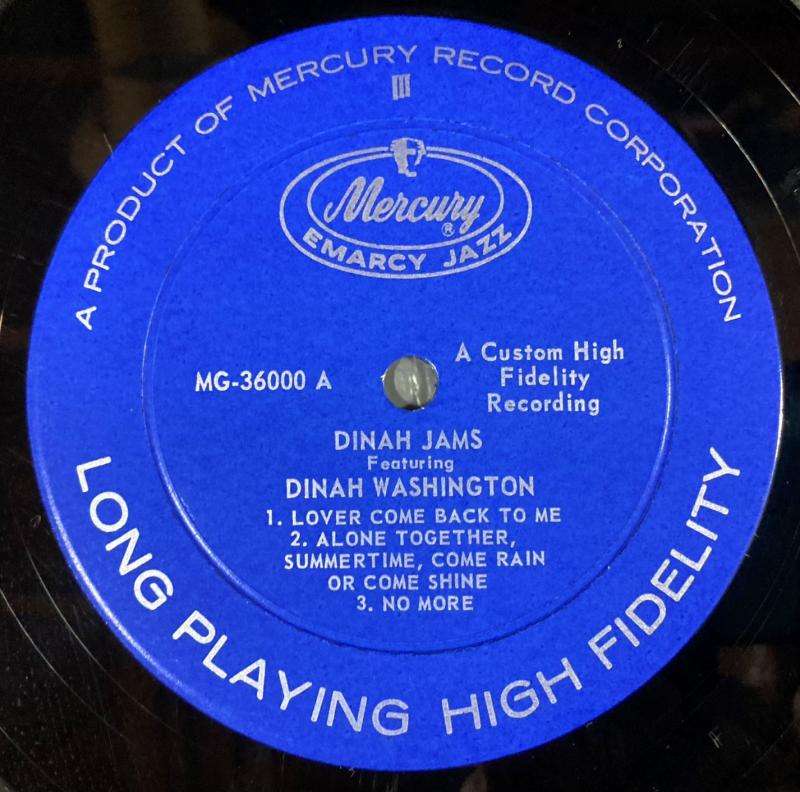 A PRODUCT OF MERCURY RECORD CORPORATION
III
Mercury
®
EMARCY JAZZ
MG-36000 A
A Custom High
Fidelity
Recording
DINAH JAMS
Featuring
DINAH WASHINGTON
1. LOVER COME BACK TO ME
2. ALONE TOGETHER,
SUMMERTIME, COME RAIN
OR COME SHINE
3. NO MORE
LONG PLAYING HIGH FIDELITY